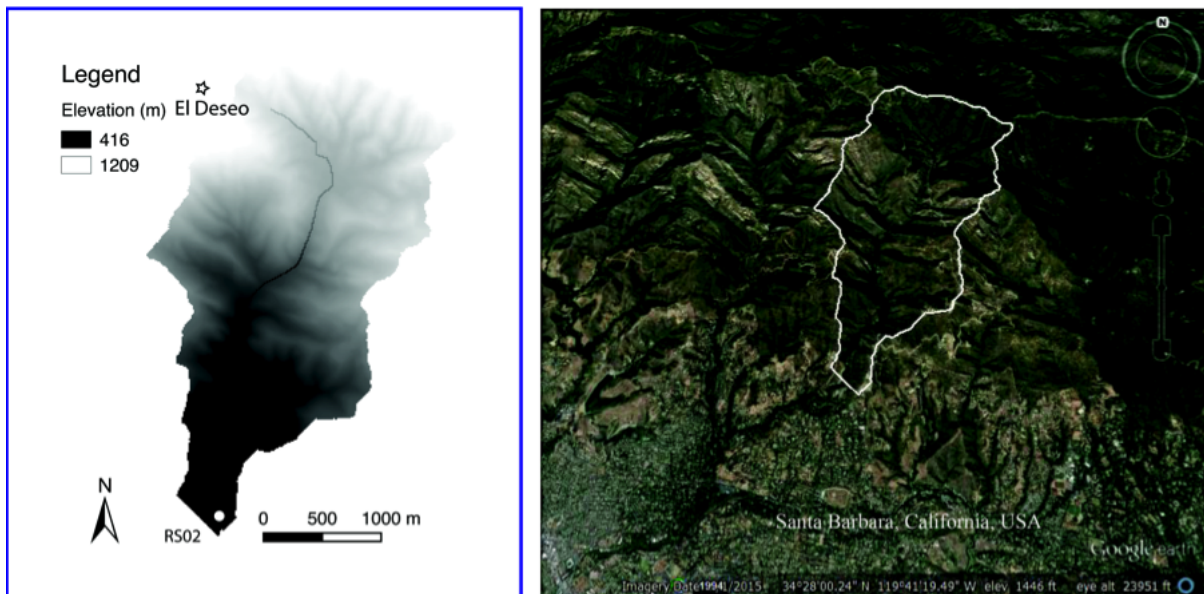 Legend
Elevation (m)
416
1209
El Deseo
N
RS02
0 500 1000 m
N
Santa Barbara, California, USA
Google earth
1994 34°28'00.24" N 119°41'19.49" W elev 1446 ft eye alt 23951 ft